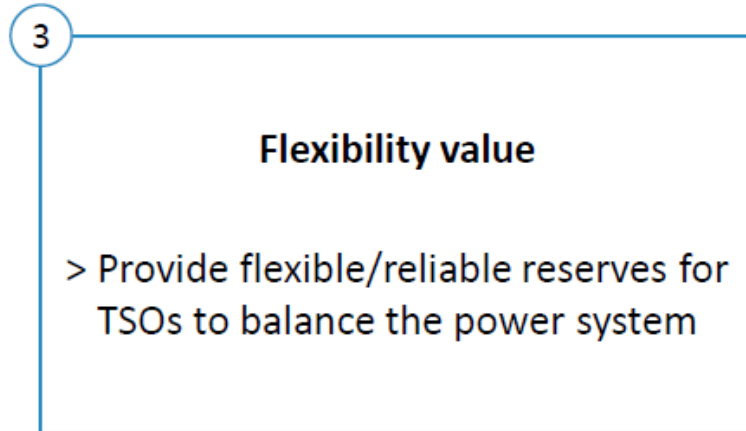 3
Flexibility value
> Provide flexible/reliable reserves for
TSOs to balance the power system